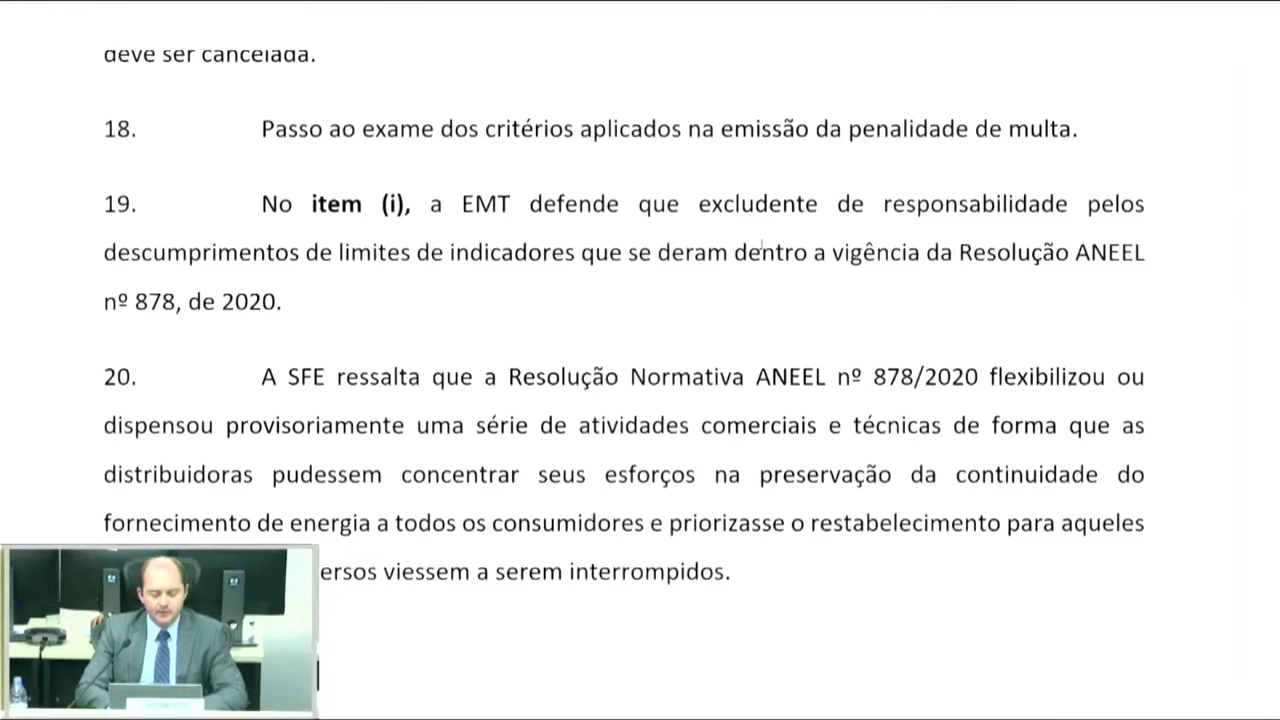 deve ser cancelada.
18. Passo ao exame dos critérios aplicados na emissão da penalidade de multa.
19. No item (i), a EMT defende que excludente de responsabilidade pelos
descumprimentos de limites de indicadores que se deram dentro a vigência da Resolução ANEEL
nº 878, de 2020.
20. A SFE ressalta que a Resolução Normativa ANEEL nº 878/2020 flexibilizou ou
dispensou provisoriamente uma série de atividades comerciais e técnicas de forma que as
distribuidoras pudessem concentrar seus esforços na preservação da continuidade do
fornecimento de energia a todos os consumidores e priorizasse o restabelecimento para aqueles
ersos viessem a serem interrompidos.